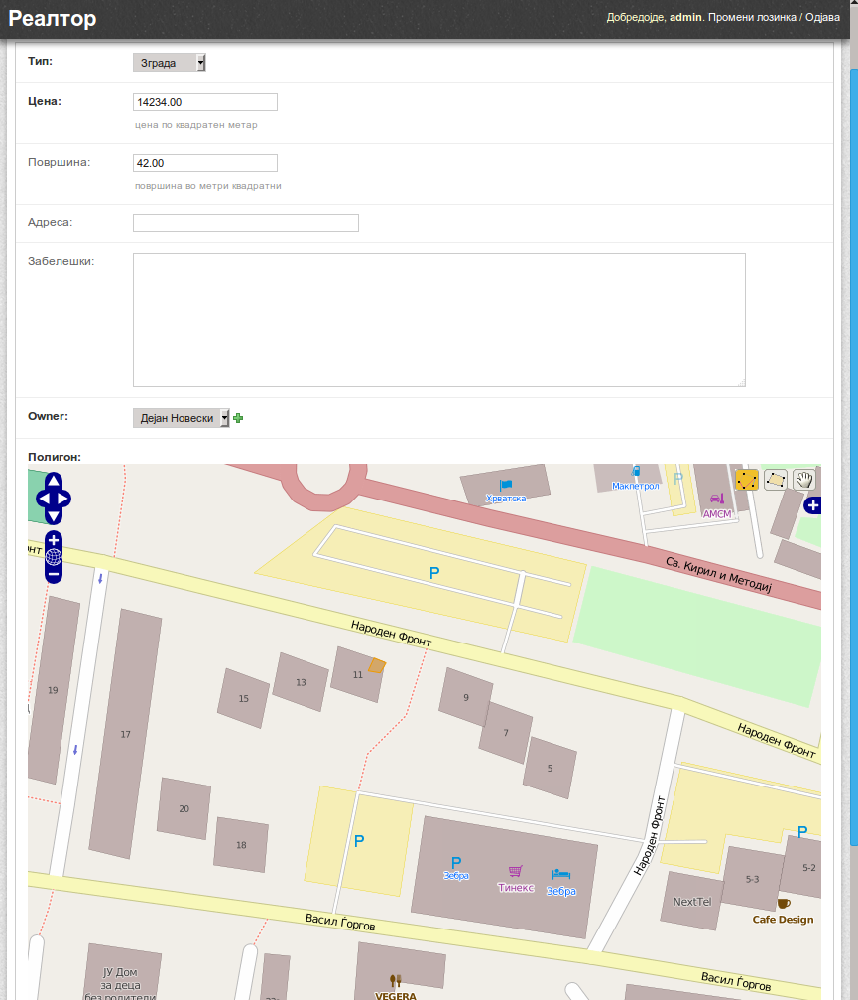 Реалтор
Добредојде, admin. Промени лозинка / Одјава
Тип:
Зграда
Цена:
14234.00
цена по квадратен метар
Површина:
42.00
површина во метри квадратни
Адреса:
Забелешки:
Owner:
Дејан Новески
Полигон:
Хрватска
Макпетрол
P
АМСМ
Св. Кирил и Методиј
P
Народен Фронт
19
17
15
13
11
9
7
5
Народен Фронт
20
18
P
P
Зебра
Тинекс
Зебра
Народен Фронт
P
5-3
5-2
NextTel
Cafe Design
Васил Ѓоргов
Васил Ѓоргов
ЈУ Дом
за деца
без родители
VEGERA